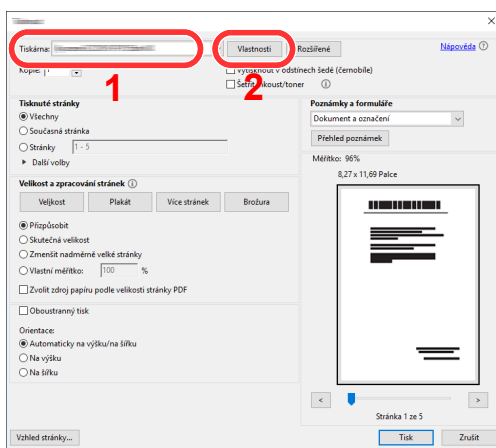 Tiskárna:
Vlastnosti
Rozšířené
Nápověda
Kopie: 1
Vytisknout v odstínech šedé (černobíle)
Šetřit inkoust/toner
1
2
Tisknuté stránky
Všechny
Současná stránka
Stránky 1 - 5
Další volby
Poznámky a formuláře
Dokument a označení
Přehled poznámek
Měřítko: 96%
8,27 x 11,69 Palce
Velikost a zpracování stránek
Velikost
Plakát
Více stránek
Brožura
Přizpůsobit
Skutečná velikost
Zmenšit nadměrně velké stránky
Vlastní měřítko: 100 %
Zvolit zdroj papíru podle velikosti stránky PDF
Oboustranný tisk
Orientace:
Automaticky na výšku/na šířku
Na výšku
Na šířku
<
>
Stránka 1 ze 5
Vzhled stránky...
Tisk
Zrušit